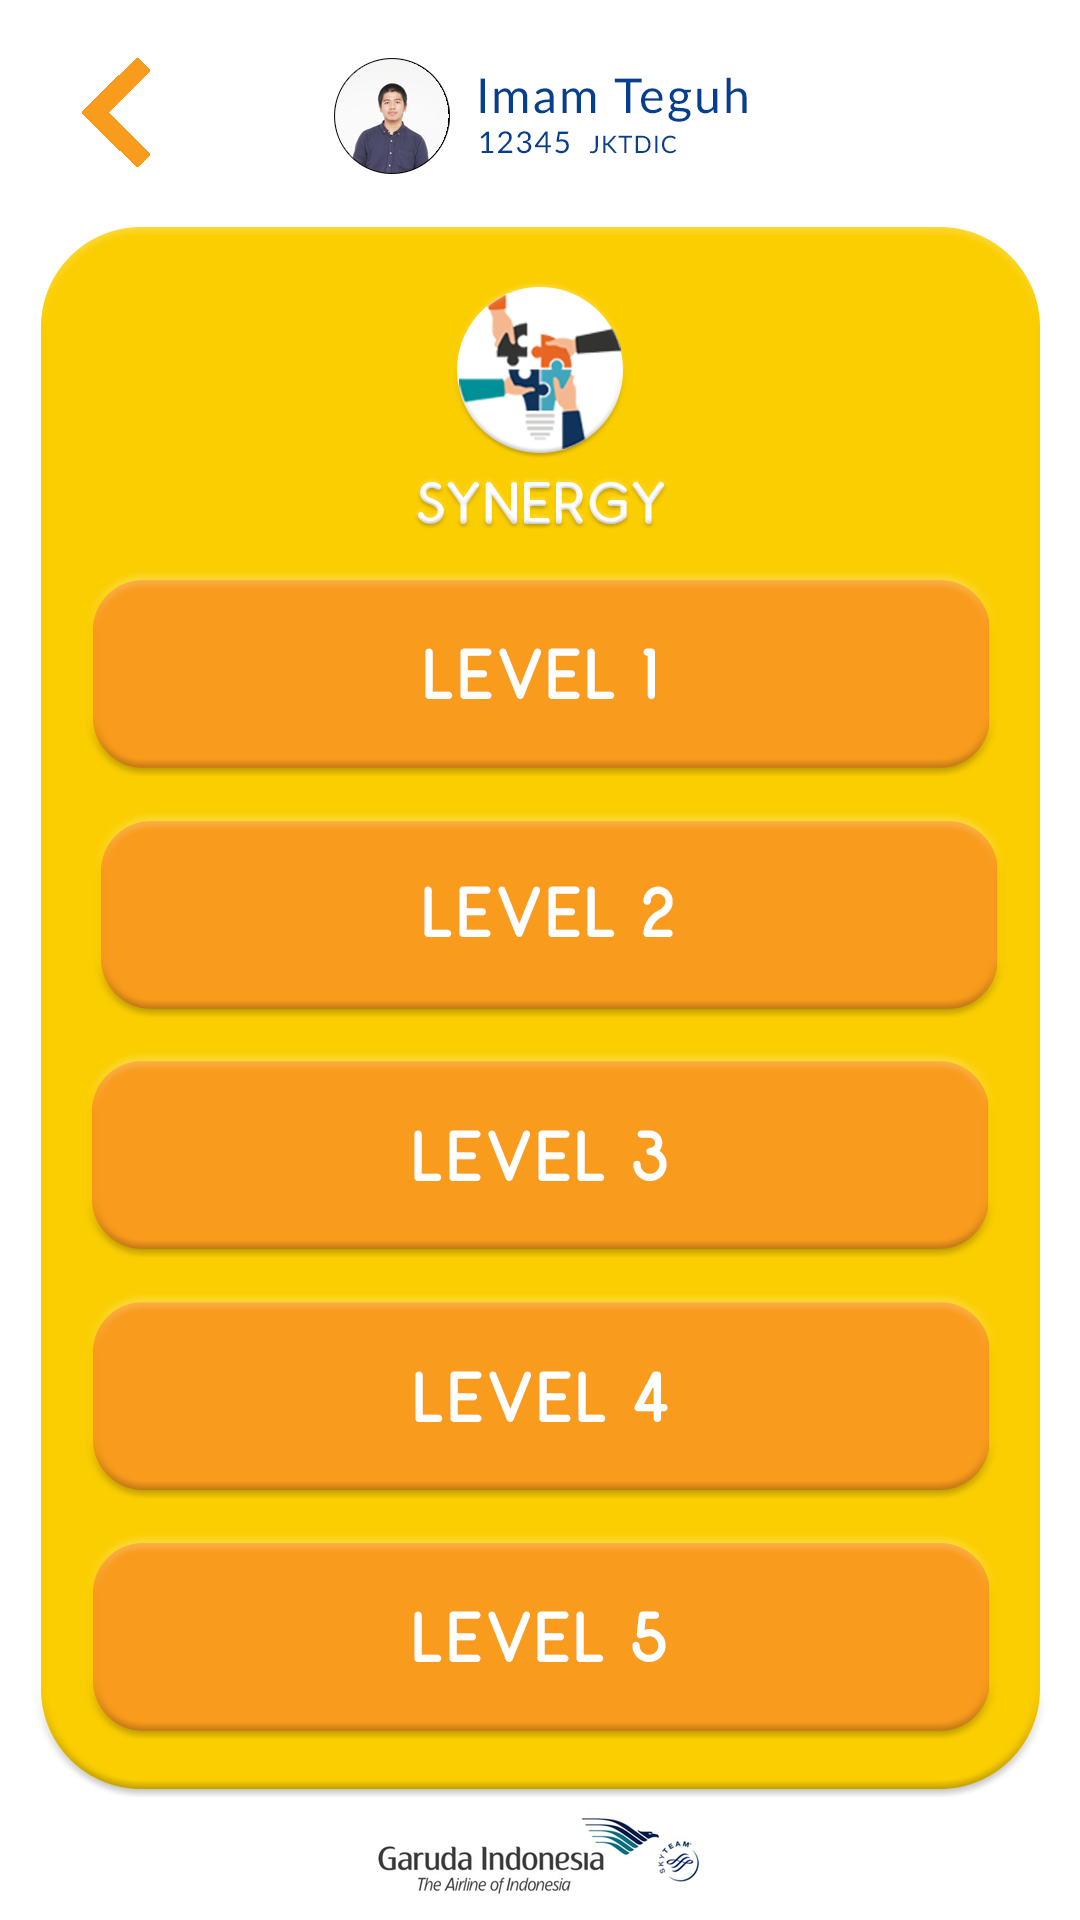 Imam Teguh
12345 JKTDIC
SYNERGY
LEVEL 1
LEVEL 2
LEVEL 3
LEVEL 4
LEVEL 5
Garuda Indonesia
The Airline of Indonesia
SKYTEAM